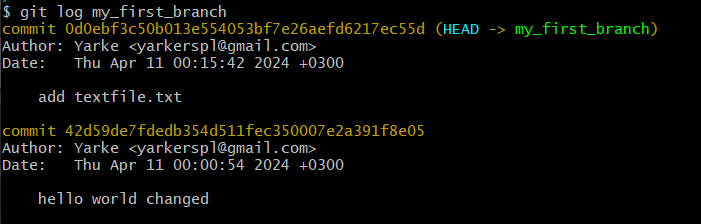 $ git log my_first_branch
commit 0d0ebf3c50b013e554053bf7e26aefd6217ec55d (HEAD -> my_first_branch)
Author: Yarke <yarkerspl@gmail.com>
Date:   Thu Apr 11 00:15:42 2024 +0300
    add textfile.txt
commit 42d59de7fdedb354d511fec350007e2a391f8e05
Author: Yarke <yarkerspl@gmail.com>
Date:   Thu Apr 11 00:00:54 2024 +0300
    hello world changed